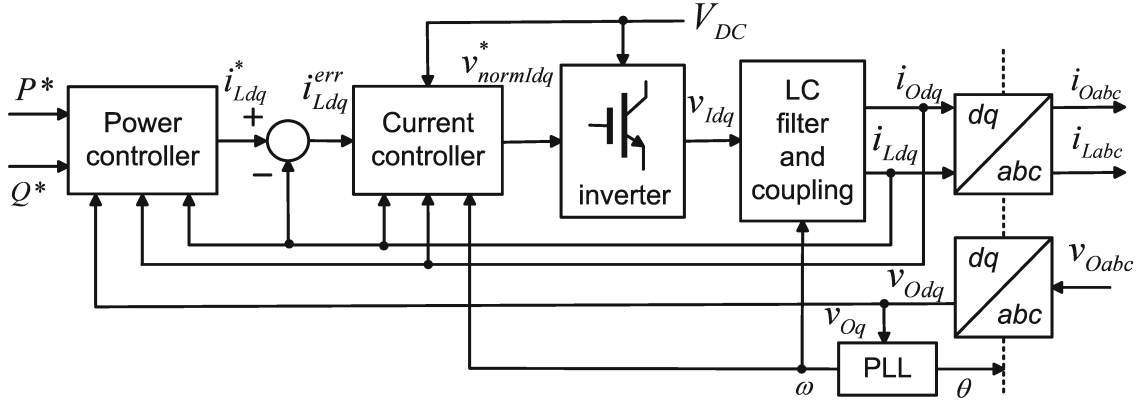 V_DC
P*
Q*
Power
controller
i*_Ldq
+
−
i^err_Ldq
Current
controller
v*_normIdq
inverter
v_Idq
LC
filter
and
coupling
i_Odq
i_Ldq
dq
abc
i_Oabc
i_Labc
dq
abc
v_Oabc
v_Odq
v_Oq
PLL
ω
θ